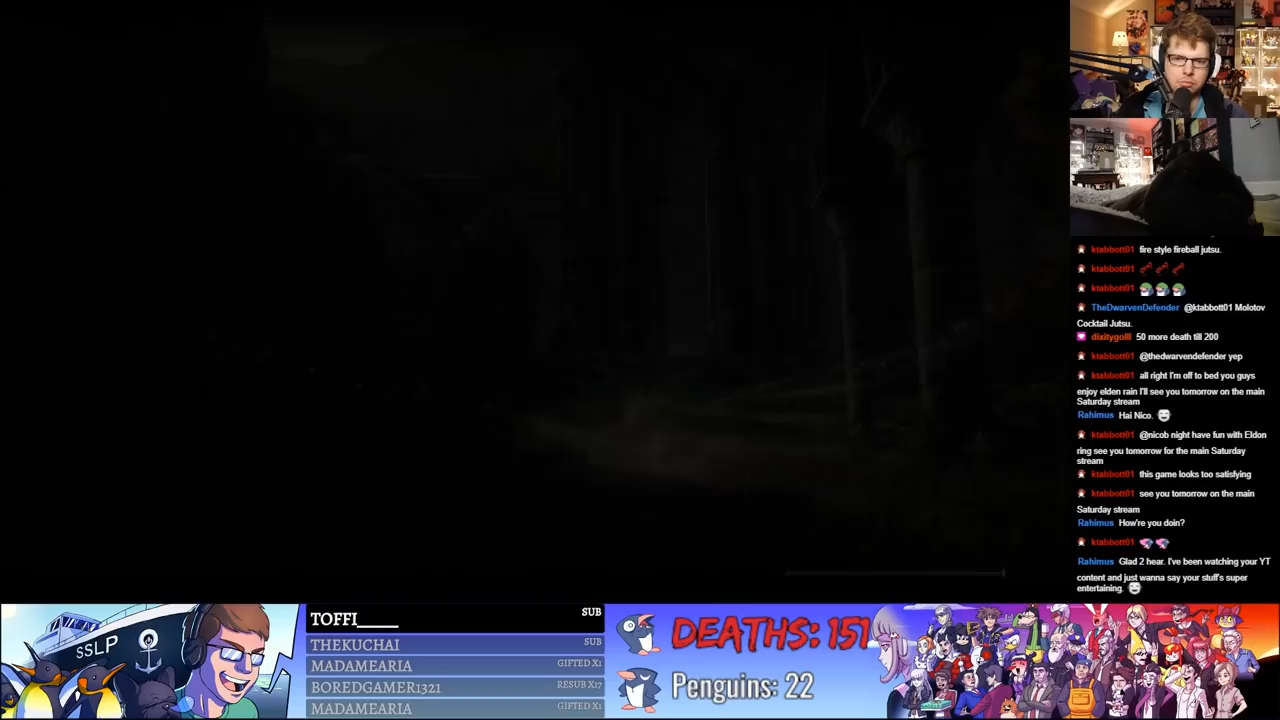 ktabbott01 fire style fireball jutsu.
ktabbott01
ktabbott01
TheDwarvenDefender @ktabbott01 Molotov
Cocktail Jutsu.
dixitygolll 50 more death till 200
ktabbott01 @thedwarvendefender yep
ktabbott01 all right I'm off to bed you guys
enjoy elden rain I'll see you tomorrow on the main
Saturday stream
Rahimus Hai Nico.
ktabbott01 @nicob night have fun with Eldon
ring see you tomorrow for the main Saturday
stream
ktabbott01 this game looks too satisfying
ktabbott01 see you tomorrow on the main
Saturday stream
Rahimus How're you doin?
ktabbott01
Rahimus Glad 2 hear. I've been watching your YT
content and just wanna say your stuff's super
entertaining.
SSLP
TOFFI_____ SUB
THEKUCHAI SUB
MADAMEARIA GIFTED X1
BOREDGAMER1321 RESUB X17
MADAMEARIA GIFTED X1
DEATHS: 151
Penguins: 22